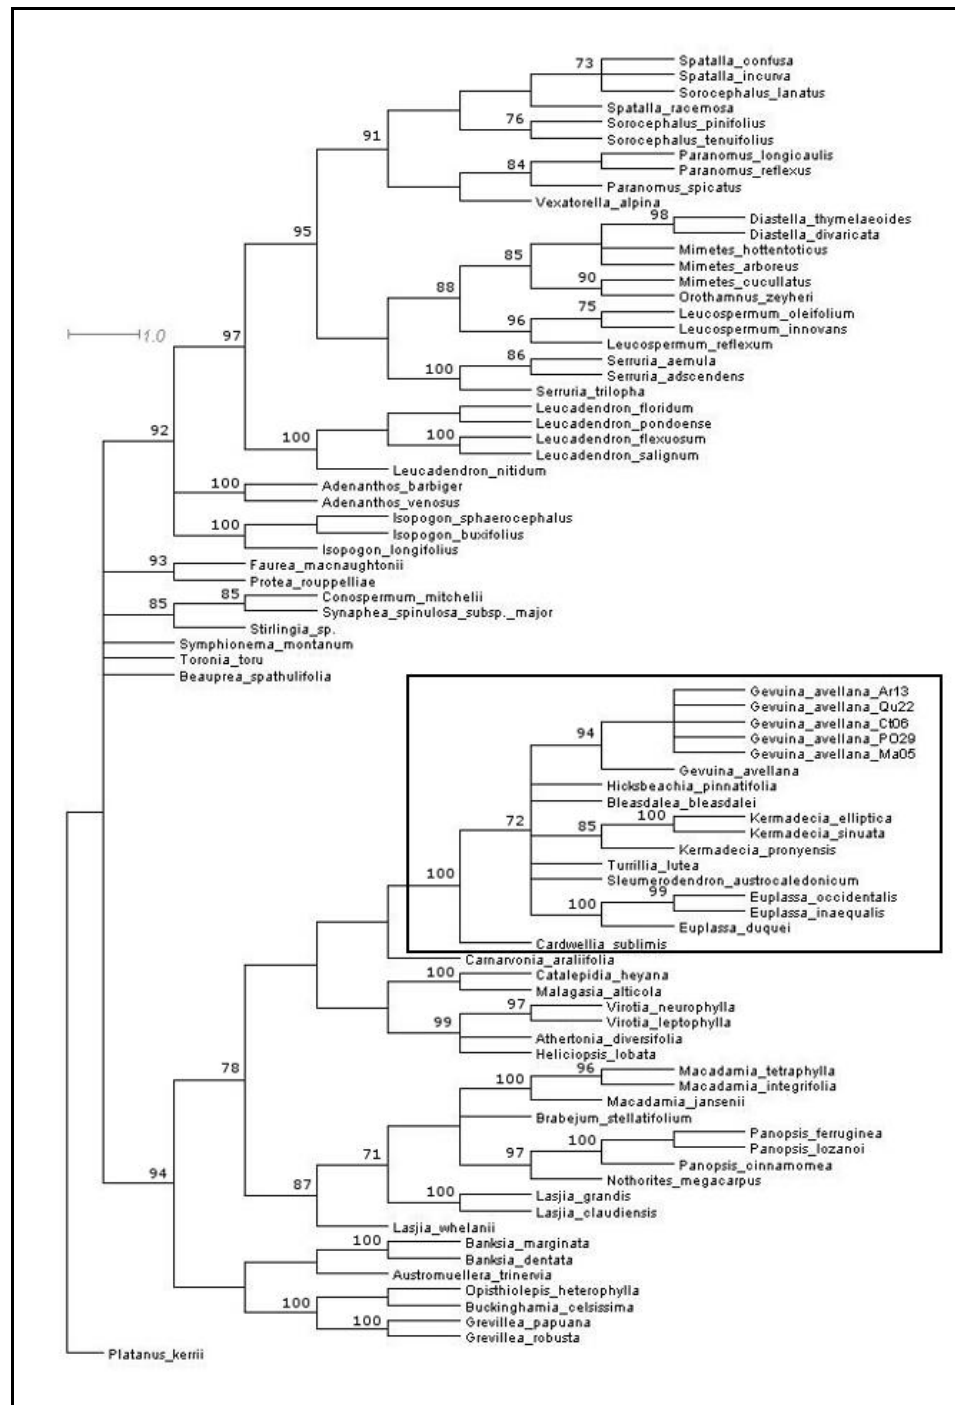 73
Spatalla_confusa
Spatalla_incurva
Sorocephalus_lanatus
Spatalla_racemosa
76
Sorocephalus_pinifolius
Sorocephalus_tenuifolius
91
Paranomus_longicaulis
84
Paranomus_reflexus
Paranomus_spicatus
Vexatorella_alpina
98
Diastella_thymelaeoides
95
Diastella_divaricata
85
Mimetes_hottentoticus
Mimetes_arboreus
88
90
Mimetes_cucullatus
Orothamnus_zeyheri
75
Leucospermum_oleifolium
96
Leucospermum_innovans
1.0
97
Leucospermum_reflexum
86
Serruria_aemula
100
Serruria_adscendens
Serruria_trilopha
Leucadendron_floridum
Leucadendron_pondoense
92
100
100
Leucadendron_flexuosum
Leucadendron_salignum
Leucadendron_nitidum
100
Adenanthos_barbiger
Adenanthos_venosus
100
Isopogon_sphaerocephalus
Isopogon_buxifolius
Isopogon_longifolius
93
Faurea_macnaughtonii
Protea_rouppelliae
85
85
Conospermum_mitchelii
Synaphea_spinulosa_subsp._major
Stirlingia_sp.
Symphionema_montanum
Toronia_toru
Beauprea_spathulifolia
Gevuina_avellana_Ar13
Gevuina_avellana_Qu22
Gevuina_avellana_Ct06
94
Gevuina_avellana_PO29
Gevuina_avellana_Ma05
Gevuina_avellana
Hicksbeachia_pinnatifolia
Bleasdalea_bleasdalei
72
85
100
Kermadecia_elliptica
Kermadecia_sinuata
Kermadecia_pronyensis
Turrillia_lutea
100
Sleumerodendron_austrocaledonicum
99
Euplassa_occidentalis
100
Euplassa_inaequalis
Euplassa_duquei
Cardwellia_sublimis
Carnarvonia_araliifolia
100
Catalepidia_heyana
Malagasia_alticola
97
Virotia_neurophylla
99
Virotia_leptophylla
Athertonia_diversifolia
Heliciopsis_lobata
78
96
Macadamia_tetraphylla
100
Macadamia_integrifolia
Macadamia_jansenii
Brabejum_stellatifolium
71
100
Panopsis_ferruginea
97
Panopsis_lozanoi
94
Panopsis_cinnamomea
Nothorites_megacarpus
87
100
Lasjia_grandis
Lasjia_claudiensis
Lasjia_whelanii
100
Banksia_marginata
Banksia_dentata
Austromuellera_trinervia
100
Opisthiolepis_heterophylla
Buckinghamia_celsissima
100
Grevillea_papuana
Grevillea_robusta
Platanus_kerrii